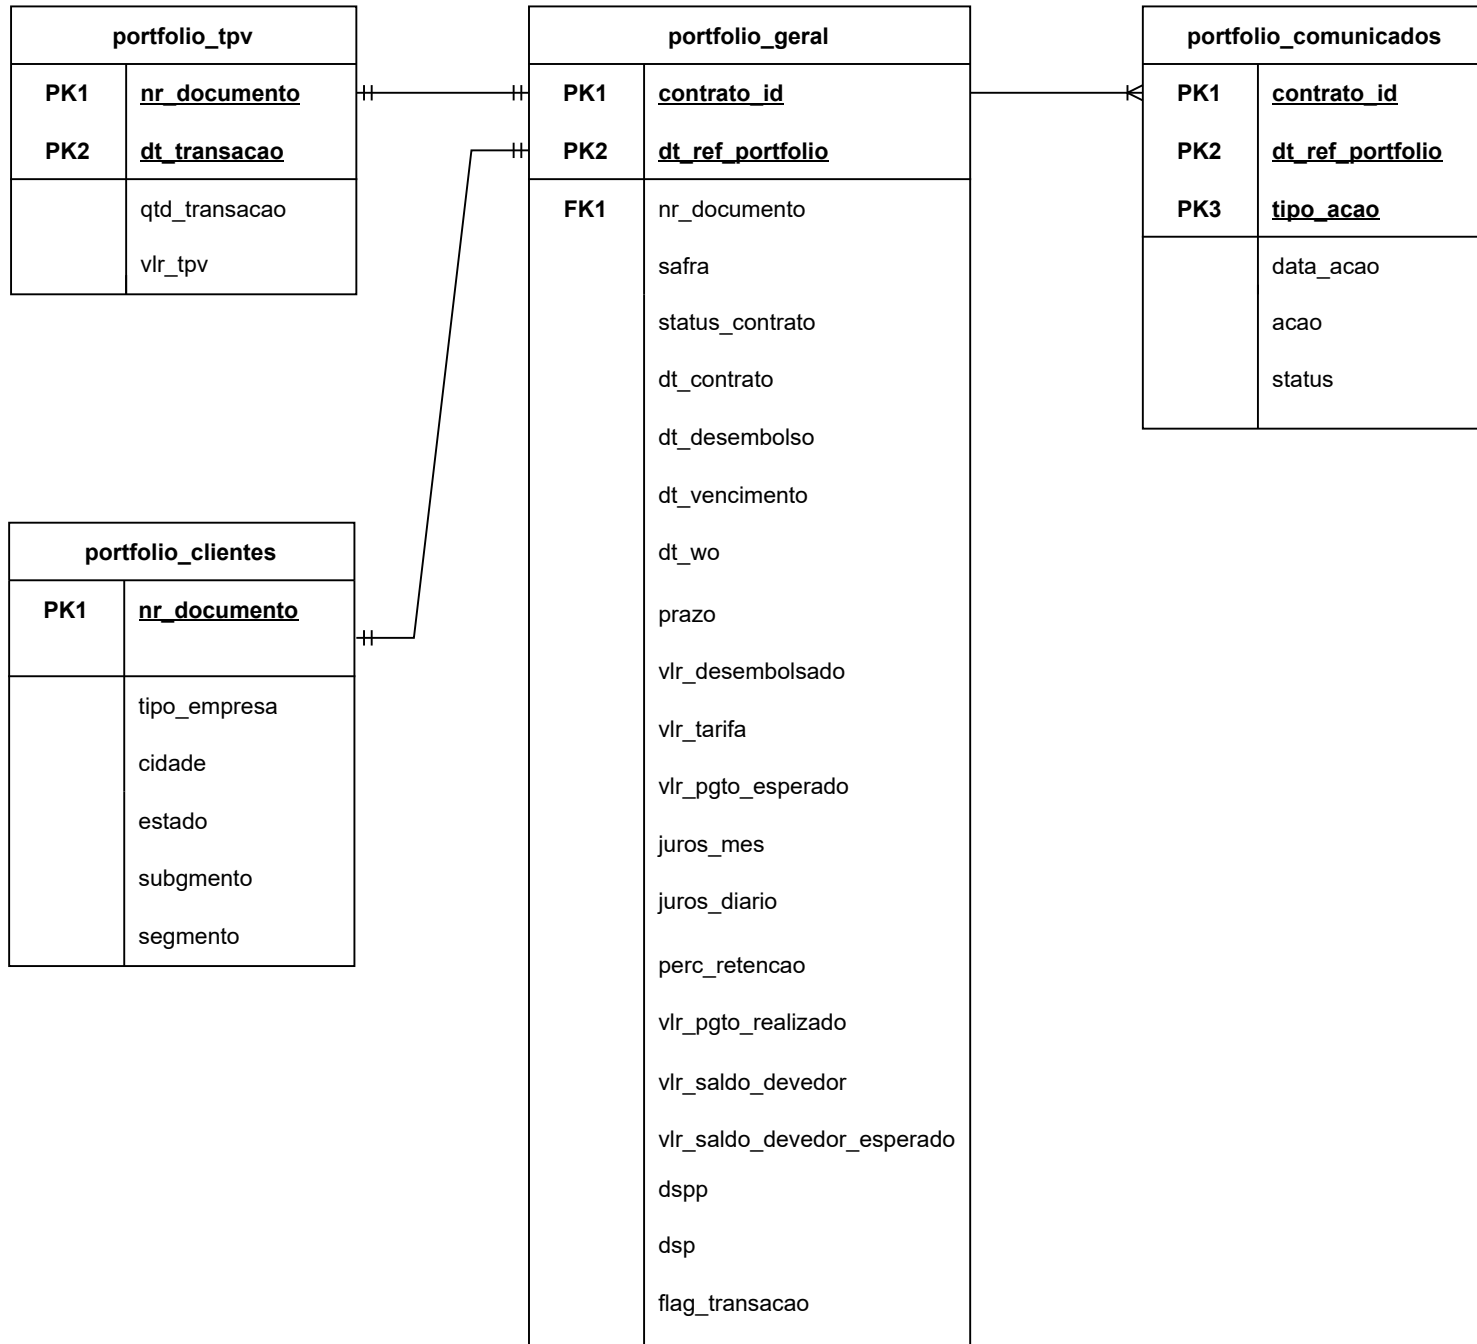 portfolio_tpv
PK1 nr_documento
PK2 dt_transacao
qtd_transacao
vlr_tpv
portfolio_clientes
PK1 nr_documento
tipo_empresa
cidade
estado
subgmento
segmento
portfolio_geral
PK1 contrato_id
PK2 dt_ref_portfolio
FK1 nr_documento
safra
status_contrato
dt_contrato
dt_desembolso
dt_vencimento
dt_wo
prazo
vlr_desembolsado
vlr_tarifa
vlr_pgto_esperado
juros_mes
juros_diario
perc_retencao
vlr_pgto_realizado
vlr_saldo_devedor
vlr_saldo_devedor_esperado
dspp
dsp
flag_transacao
portfolio_comunicados
PK1 contrato_id
PK2 dt_ref_portfolio
PK3 tipo_acao
data_acao
acao
status